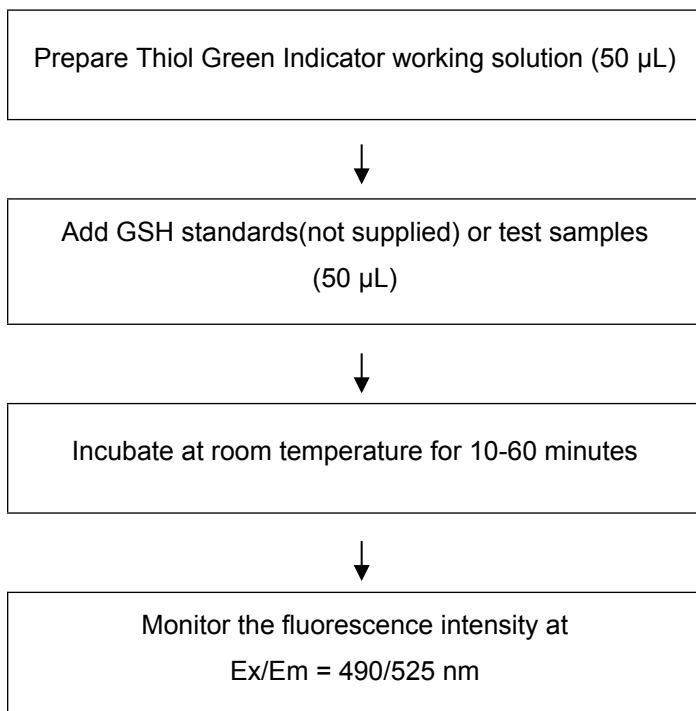 Prepare Thiol Green Indicator working solution (50 µL)
Add GSH standards(not supplied) or test samples
(50 µL)
Incubate at room temperature for 10-60 minutes
Monitor the fluorescence intensity at
Ex/Em = 490/525 nm